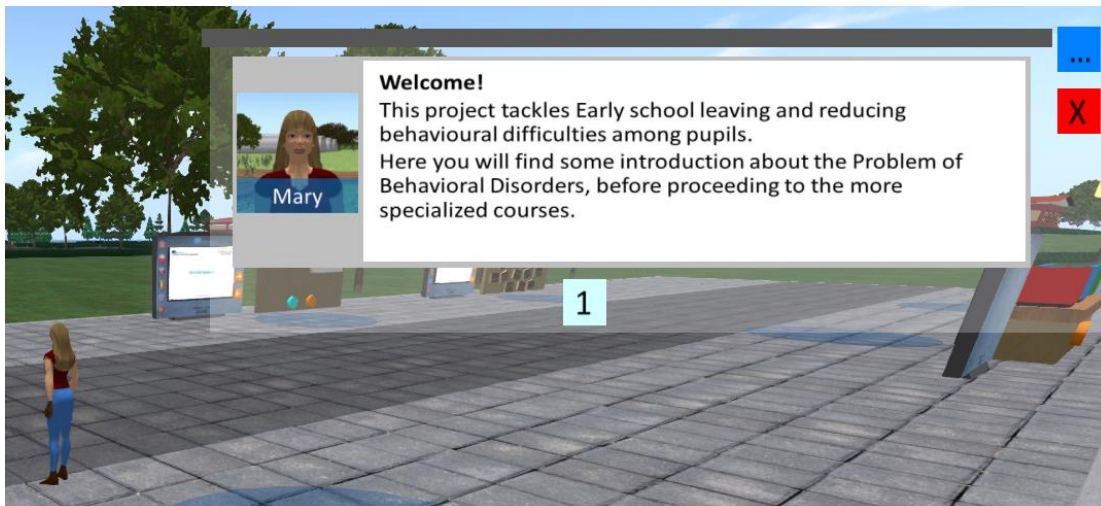 Welcome!
This project tackles Early school leaving and reducing
behavioural difficulties among pupils.
Here you will find some introduction about the Problem of
Behavioral Disorders, before proceeding to the more
specialized courses.
Mary
1
...
X